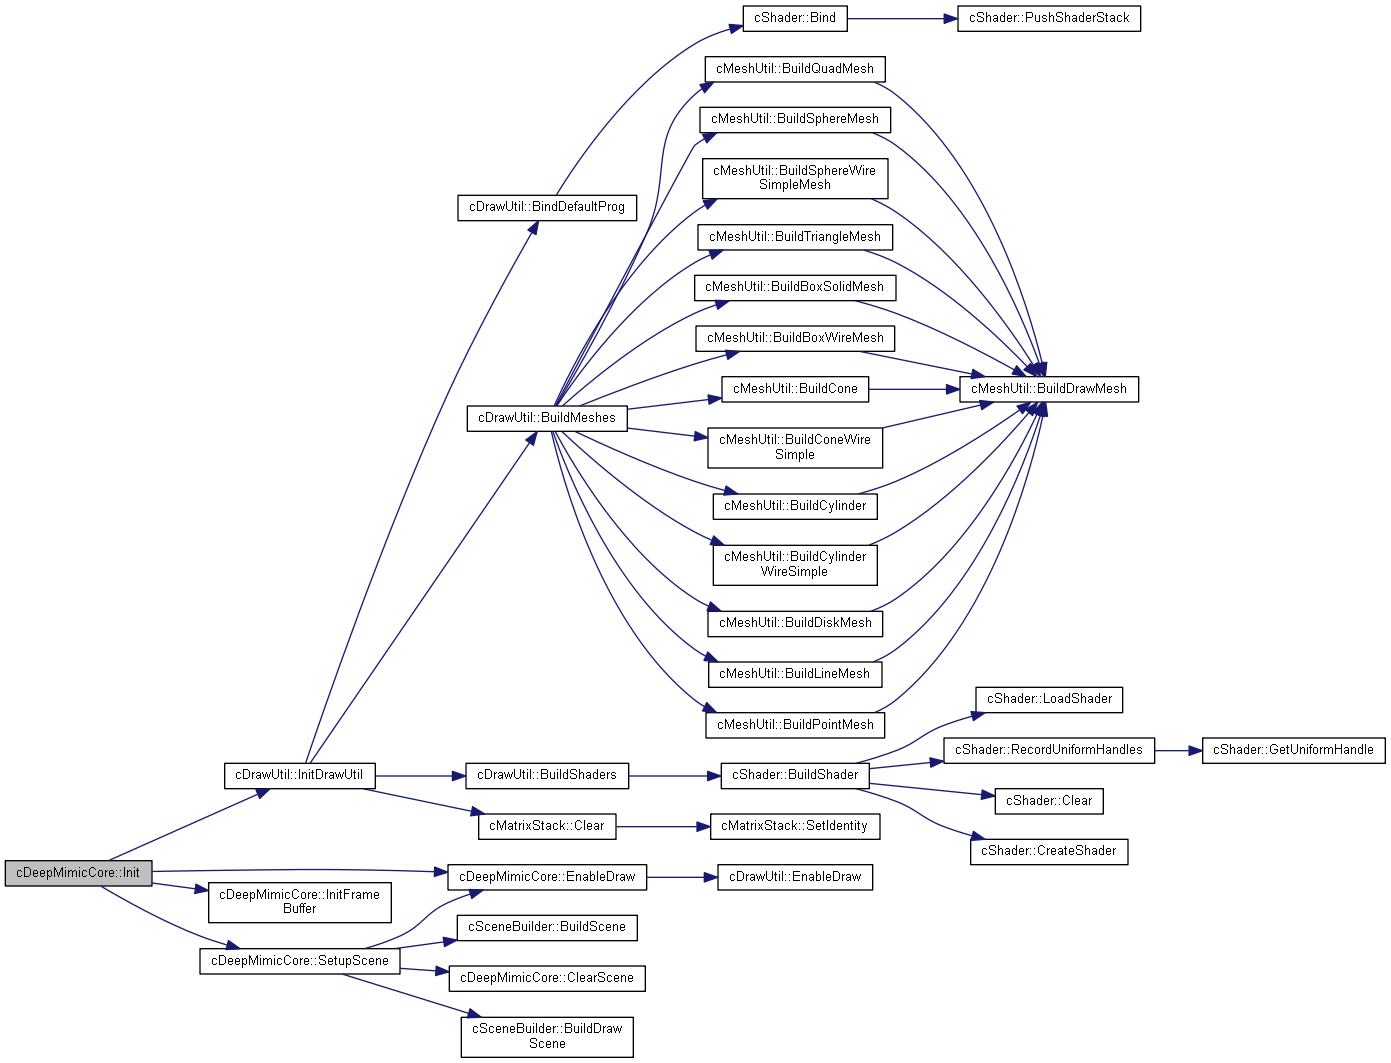 cShader::Bind
cShader::PushShaderStack
cMeshUtil::BuildQuadMesh
cMeshUtil::BuildSphereMesh
cMeshUtil::BuildSphereWire
SimpleMesh
cDrawUtil::BindDefaultProg
cMeshUtil::BuildTriangleMesh
cMeshUtil::BuildBoxSolidMesh
cMeshUtil::BuildBoxWireMesh
cMeshUtil::BuildCone
cMeshUtil::BuildDrawMesh
cDrawUtil::BuildMeshes
cMeshUtil::BuildConeWire
Simple
cMeshUtil::BuildCylinder
cMeshUtil::BuildCylinder
WireSimple
cMeshUtil::BuildDiskMesh
cMeshUtil::BuildLineMesh
cMeshUtil::BuildPointMesh
cShader::LoadShader
cShader::RecordUniformHandles
cShader::GetUniformHandle
cDrawUtil::InitDrawUtil
cDrawUtil::BuildShaders
cShader::BuildShader
cShader::Clear
cMatrixStack::Clear
cMatrixStack::SetIdentity
cShader::CreateShader
cDeepMimicCore::Init
cDeepMimicCore::EnableDraw
cDrawUtil::EnableDraw
cDeepMimicCore::InitFrame
Buffer
cSceneBuilder::BuildScene
cDeepMimicCore::SetupScene
cDeepMimicCore::ClearScene
cSceneBuilder::BuildDraw
Scene